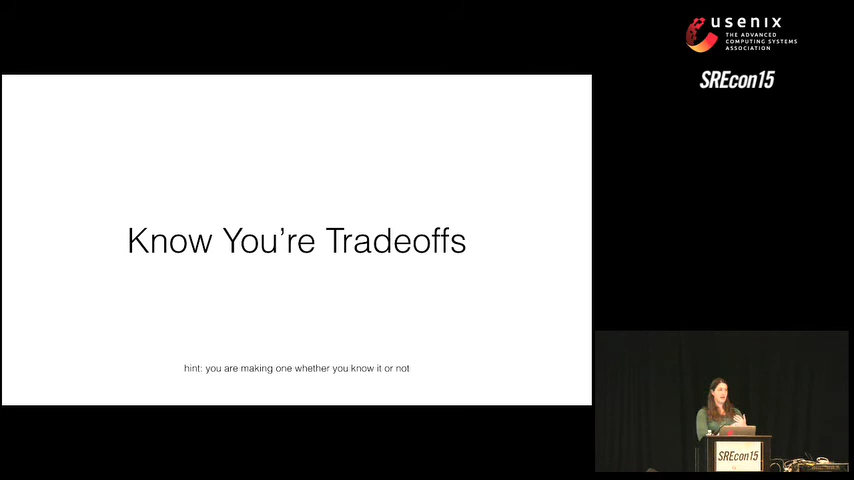 usenix
THE ADVANCED
COMPUTING SYSTEMS
ASSOCIATION
SREcon15
Know You're Tradeoffs
hint: you are making one whether you know it or not
SREcon15